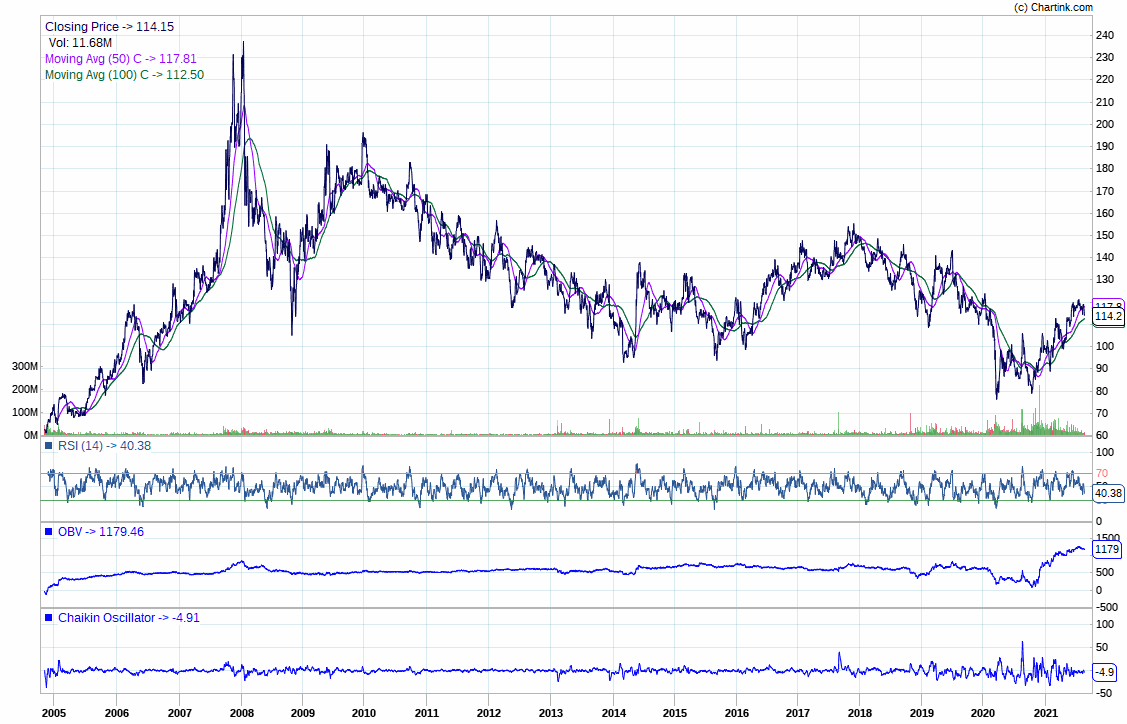 (c) Chartink.com
Closing Price -> 114.15
Vol: 11.68M
Moving Avg (50) C -> 117.81
Moving Avg (100) C -> 112.50
240
230
220
210
200
190
180
170
160
150
140
130
114.2
100
90
80
70
60
300M
200M
100M
0M
RSI (14) -> 40.38
100
70
40.38
0
OBV -> 1179.46
1500
1179
500
0
-500
Chaikin Oscillator -> -4.91
100
50
-4.9
-50
2005 2006 2007 2008 2009 2010 2011 2012 2013 2014 2015 2016 2017 2018 2019 2020 2021